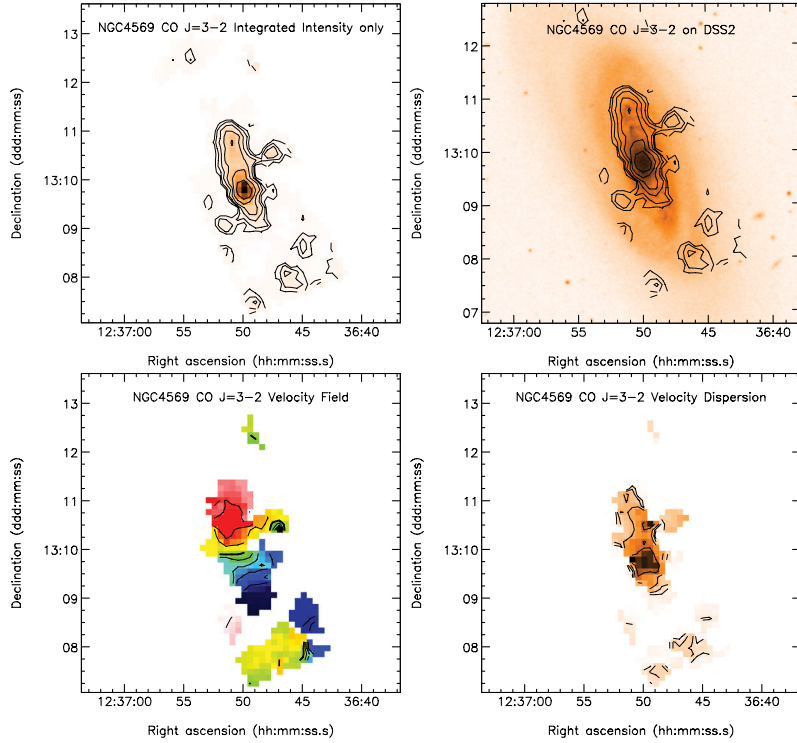 NGC4569 CO J=3-2 Integrated Intensity only
13
12
11
13:10
09
08
Declination (ddd:mm:ss)
12:37:00 55 50 45 36:40
Right ascension (hh:mm:ss.s)
NGC4569 CO J=3-2 on DSS2
12
11
13:10
09
08
07
Declination (ddd:mm:ss)
12:37:00 55 50 45 36:40
Right ascension (hh:mm:ss.s)
NGC4569 CO J=3-2 Velocity Field
13
12
11
13:10
09
08
Declination (ddd:mm:ss)
12:37:00 55 50 45 36:40
Right ascension (hh:mm:ss.s)
NGC4569 CO J=3-2 Velocity Dispersion
13
12
11
13:10
09
08
Declination (ddd:mm:ss)
12:37:00 55 50 45 36:40
Right ascension (hh:mm:ss.s)